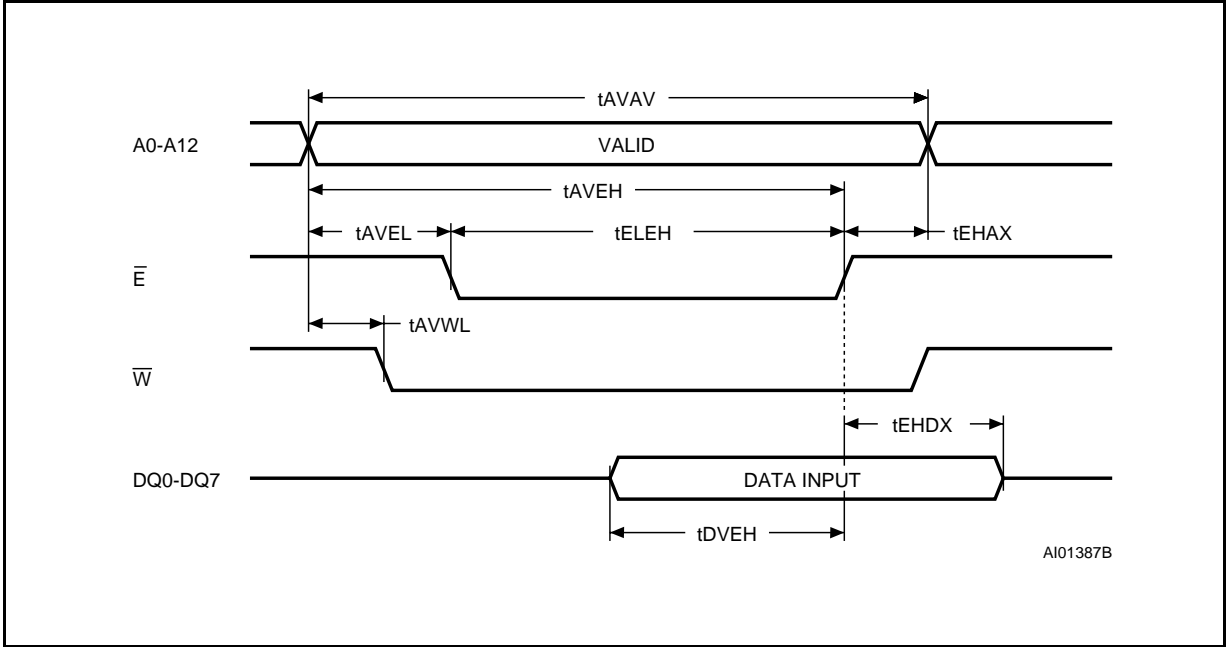 tAVAV
A0-A12
VALID
tAVEH
tAVEL
tELEH
tEHAX
E̅
tAVWL
W̅
tEHDX
DQ0-DQ7
DATA INPUT
tDVEH
AI01387B